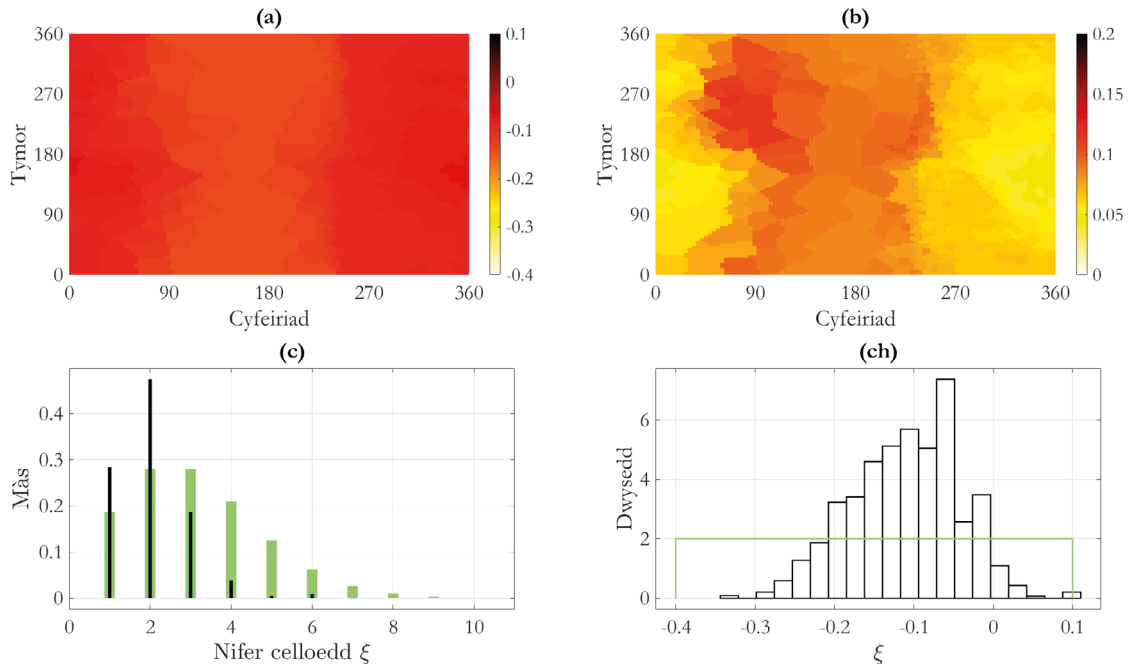 (a)
360
270
180
90
0
Tymor
0 90 180 270 360
Cyfeiriad
0.1
0
-0.1
-0.2
-0.3
-0.4
(b)
360
270
180
90
0
Tymor
0 90 180 270 360
Cyfeiriad
0.2
0.15
0.1
0.05
0
(c)
0.4
0.3
0.2
0.1
0
Màs
0 2 4 6 8 10
Nifer celloedd ξ
(ch)
6
4
2
0
Dwysedd
-0.4 -0.3 -0.2 -0.1 0 0.1
ξ